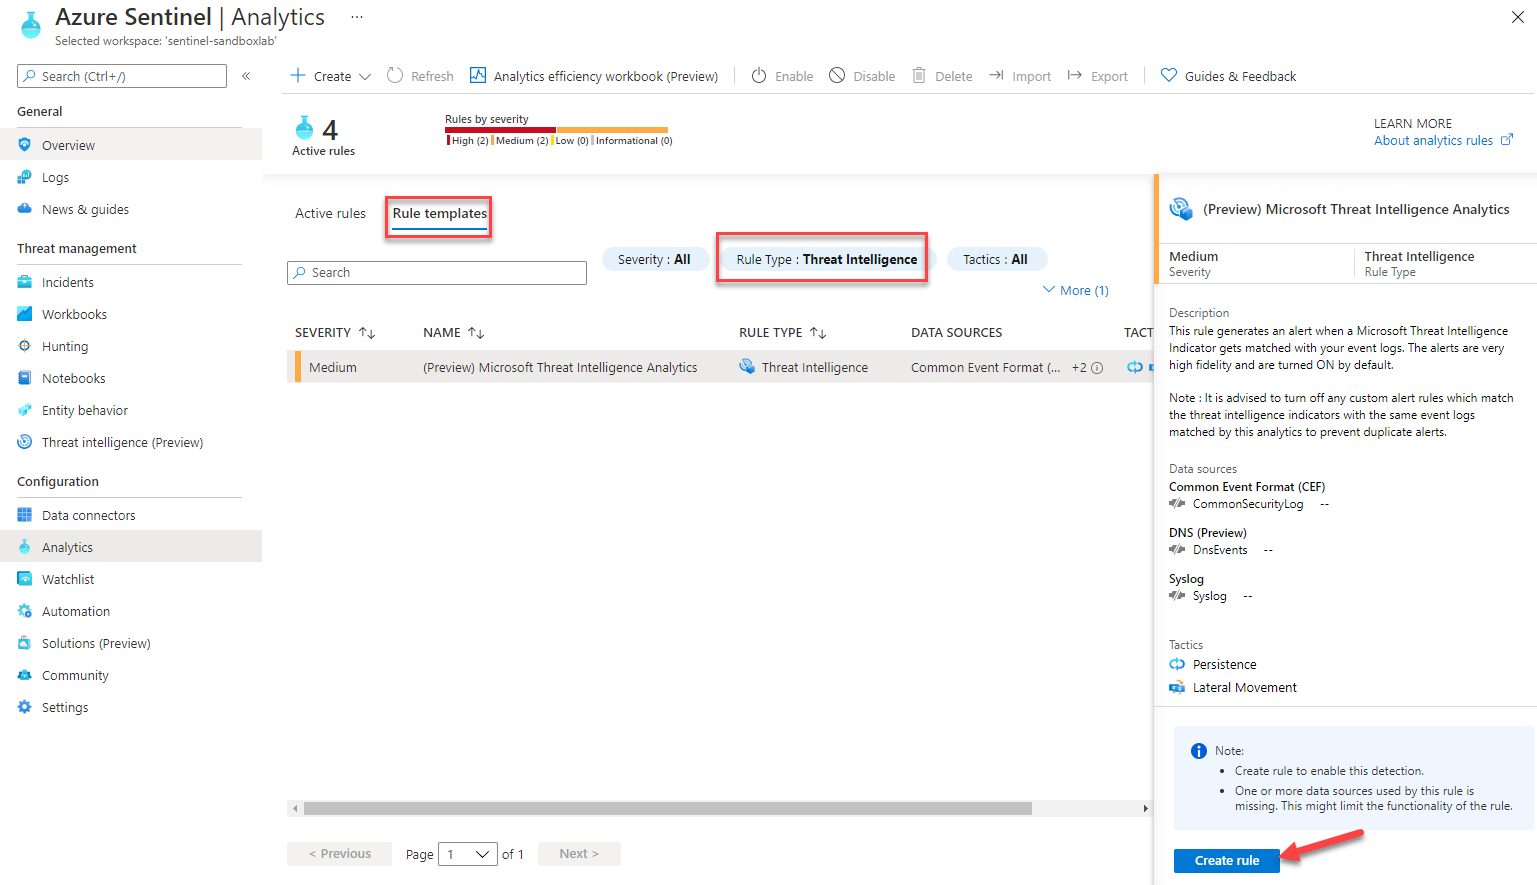 Azure Sentinel | Analytics ...
Selected workspace: 'sentinel-sandboxlab'
Search (Ctrl+/)
«
General
Overview
Logs
News & guides
Threat management
Incidents
Workbooks
Hunting
Notebooks
Entity behavior
Threat intelligence (Preview)
Configuration
Data connectors
Analytics
Watchlist
Automation
Solutions (Preview)
Community
Settings
Create Refresh Analytics efficiency workbook (Preview) Enable Disable Delete Import Export Guides & Feedback
4
Active rules
Rules by severity
High (2) Medium (2) Low (0) Informational (0)
LEARN MORE
About analytics rules
Active rules Rule templates
Search
Severity : All Rule Type : Threat Intelligence Tactics : All
More (1)
SEVERITY NAME RULE TYPE DATA SOURCES TACT
Medium (Preview) Microsoft Threat Intelligence Analytics Threat Intelligence Common Event Format (... +2
< Previous Page 1 of 1 Next >
(Preview) Microsoft Threat Intelligence Analytics
Medium Threat Intelligence
Severity Rule Type
Description
This rule generates an alert when a Microsoft Threat Intelligence
Indicator gets matched with your event logs. The alerts are very
high fidelity and are turned ON by default.
Note : It is advised to turn off any custom alert rules which match
the threat intelligence indicators with the same event logs
matched by this analytics to prevent duplicate alerts.
Data sources
Common Event Format (CEF)
CommonSecurityLog --
DNS (Preview)
DnsEvents --
Syslog
Syslog --
Tactics
Persistence
Lateral Movement
Note:
• Create rule to enable this detection.
• One or more data sources used by this rule is
missing. This might limit the functionality of the rule.
Create rule